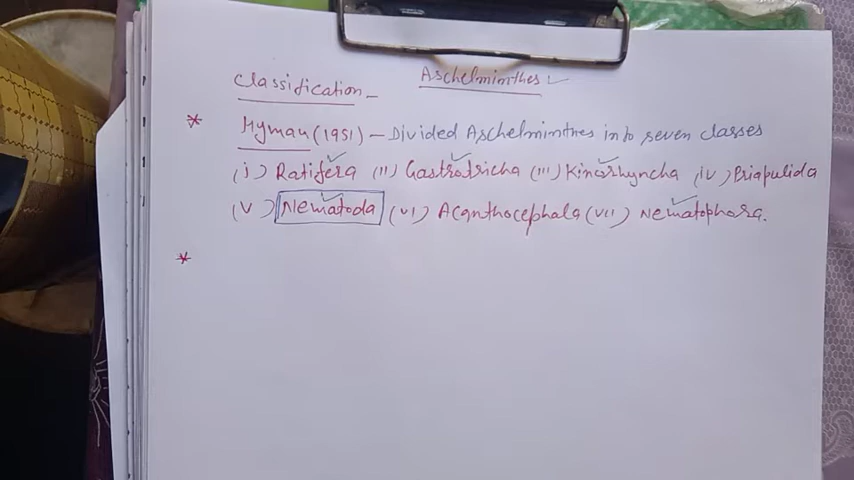 Classification - Aschelminthes ✓
* Hyman (1951) - Divided Aschelminthes into seven classes
(i) Ratifera (ii) Gastrotricha (iii) Kinorhyncha (iv) Priapulida
(v) Nematoda (vi) Acanthocephala (vii) Nematophora.
*